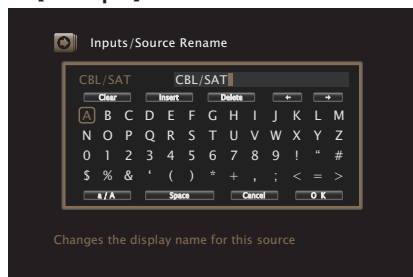 Inputs/Source Rename
CBL/SAT CBL/SAT
Clear Insert Delete ← →
A B C D E F G H I J K L M
N O P Q R S T U V W X Y Z
0 1 2 3 4 5 6 7 8 9 ! “ #
$ % & ‘ ( ) * + , ; < = >
a / A Space Cancel O K
Changes the display name for this source